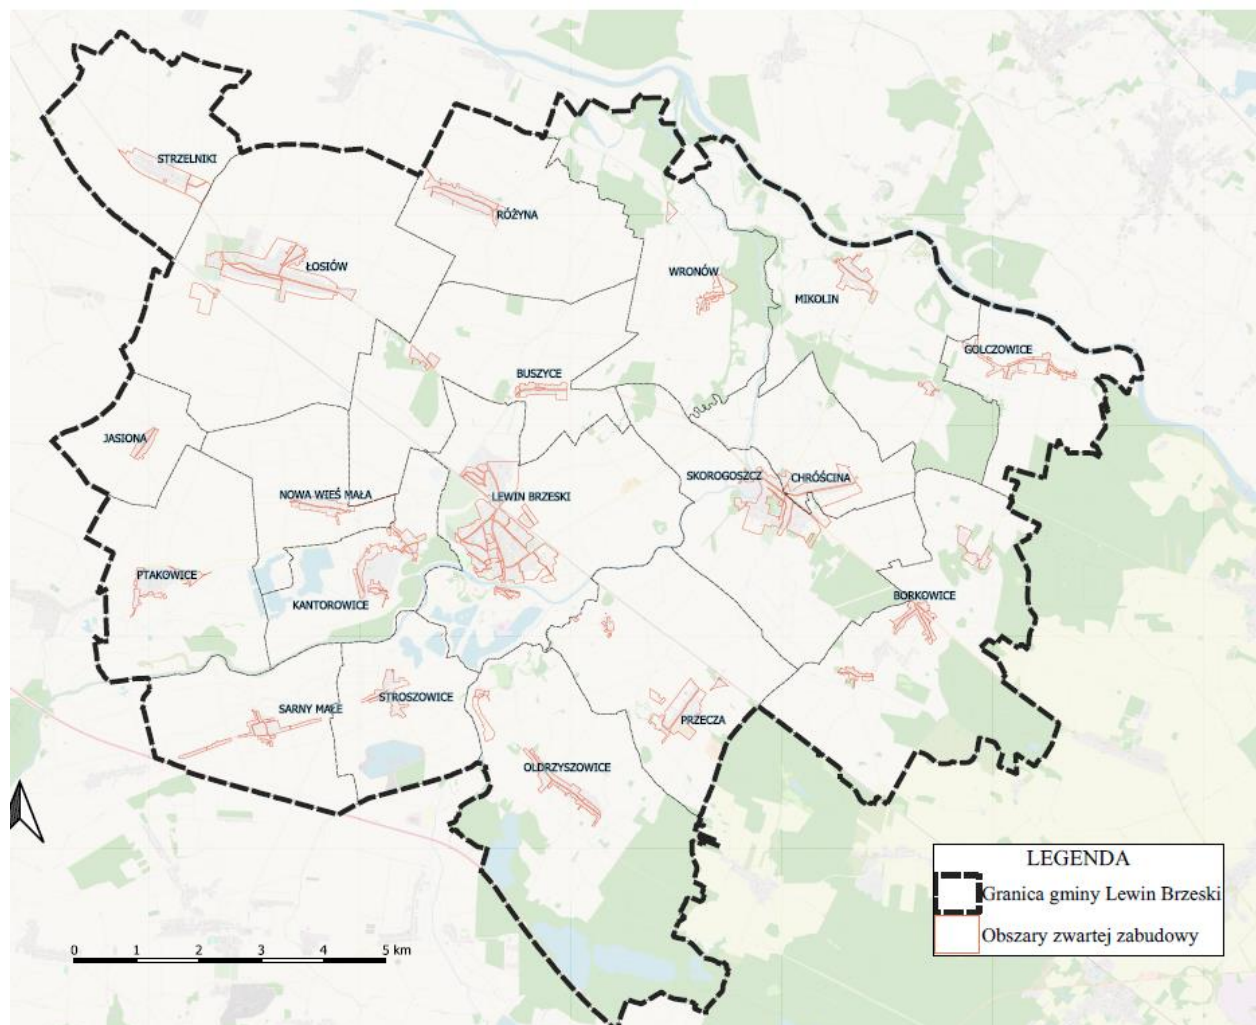 STRZELNIKI
RÓŻYNA
ŁOSIÓW
WRONÓW
MIKOLIN
GOLCZOWICE
BUSZYCE
JASIONA
SKOROGOSZCZ
CHRÓŚCINA
NOWA WIEŚ MAŁA
LEWIN BRZESKI
PTAKOWICE
KANTOROWICE
BORKOWICE
STROSZOWICE
SARNY MAŁE
PRZECZA
OLDRZYSZOWICE
LEGENDA
Granica gminy Lewin Brzeski
Obszary zwartej zabudowy
0 1 2 3 4 5 km